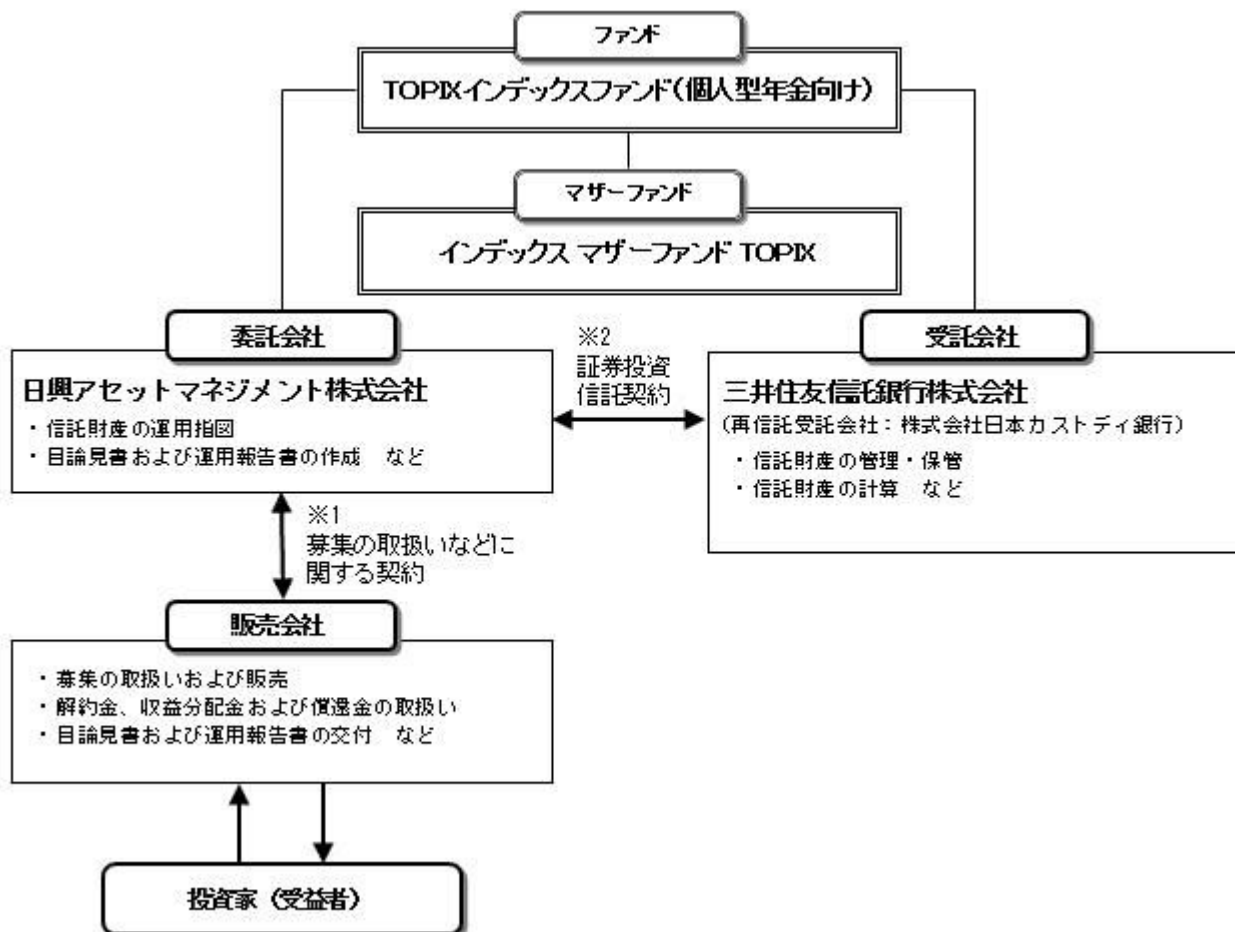 ファンド
TOPIXインデックスファンド(個人型年金向け)
マザーファンド
インデックス マザーファンド TOPIX
委託会社
日興アセットマネジメント株式会社
・信託財産の運用指図
・目論見書および運用報告書の作成 など
※2
証券投資
信託契約
受託会社
三井住友信託銀行株式会社
(再信託受託会社：株式会社日本カストディ銀行)
・信託財産の管理・保管
・信託財産の計算 など
※1
募集の取扱いなどに
関する契約
販売会社
・募集の取扱いおよび販売
・解約金、収益分配金および償還金の取扱い
・目論見書および運用報告書の交付 など
投資家（受益者）